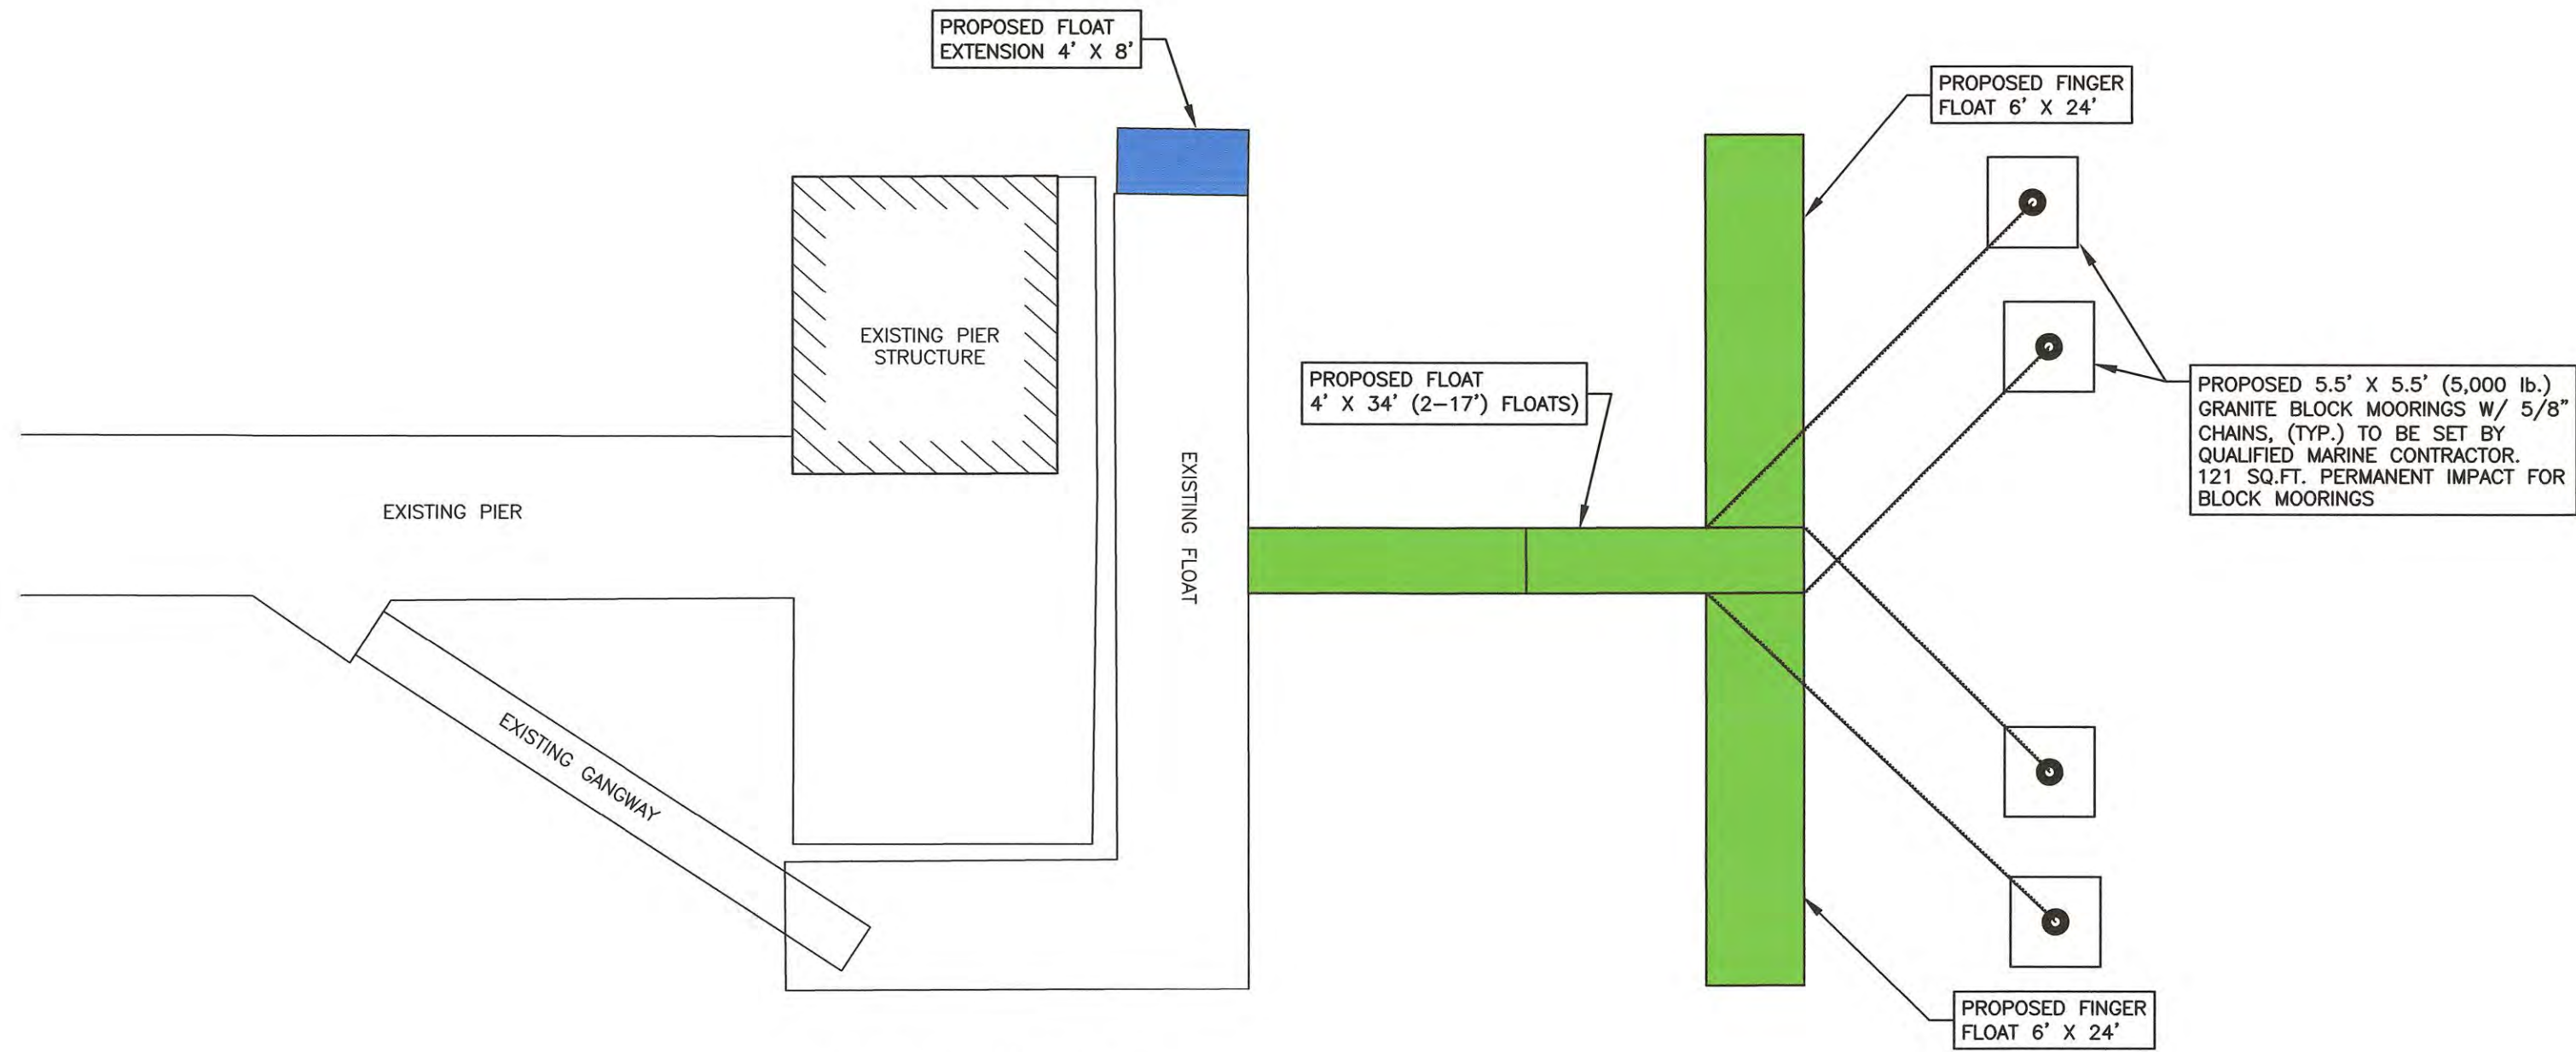 PROPOSED FLOAT
EXTENSION 4' X 8'
PROPOSED FINGER
FLOAT 6' X 24'
EXISTING PIER
STRUCTURE
PROPOSED FLOAT
4' X 34' (2-17') FLOATS)
PROPOSED 5.5' X 5.5' (5,000 lb.)
GRANITE BLOCK MOORINGS W/ 5/8"
CHAINS, (TYP.) TO BE SET BY
QUALIFIED MARINE CONTRACTOR.
121 SQ.FT. PERMANENT IMPACT FOR
BLOCK MOORINGS
EXISTING PIER
EXISTING FLOAT
EXISTING GANGWAY
PROPOSED FINGER
FLOAT 6' X 24'